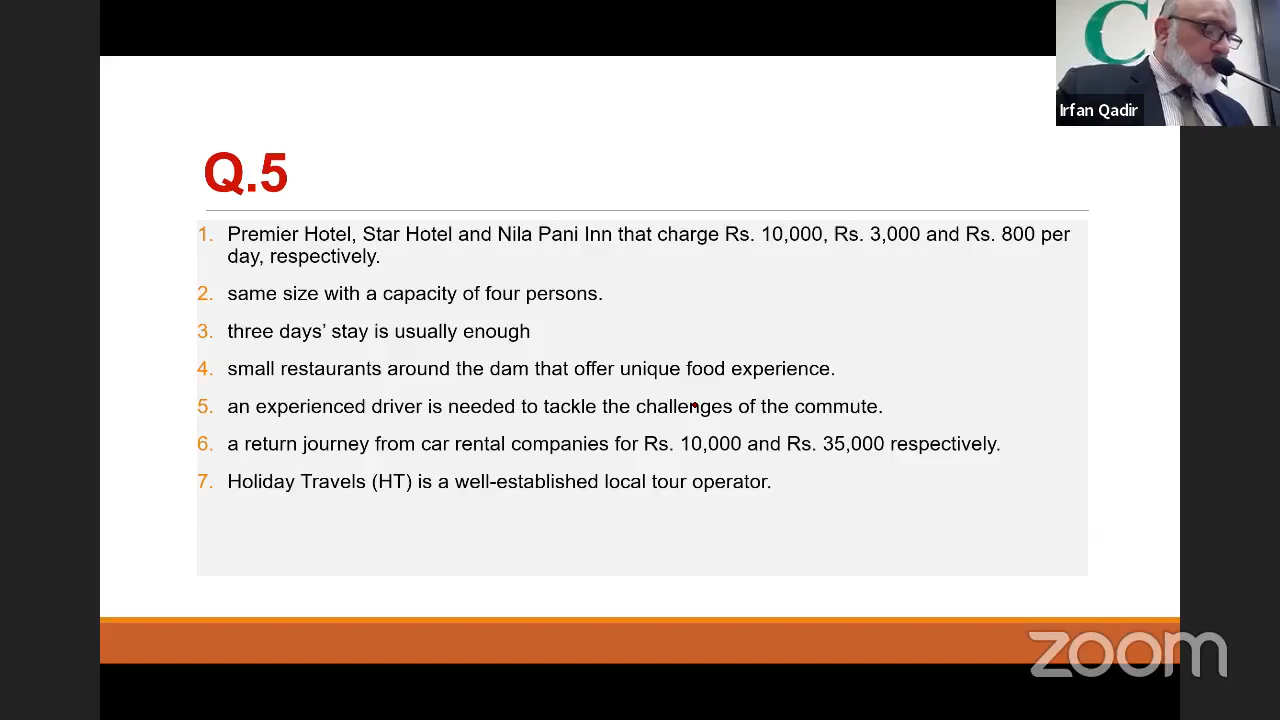 C
Irfan Qadir
Q.5
1. Premier Hotel, Star Hotel and Nila Pani Inn that charge Rs. 10,000, Rs. 3,000 and Rs. 800 per
day, respectively.
2. same size with a capacity of four persons.
3. three days’ stay is usually enough
4. small restaurants around the dam that offer unique food experience.
5. an experienced driver is needed to tackle the challenges of the commute.
6. a return journey from car rental companies for Rs. 10,000 and Rs. 35,000 respectively.
7. Holiday Travels (HT) is a well-established local tour operator.
zoom